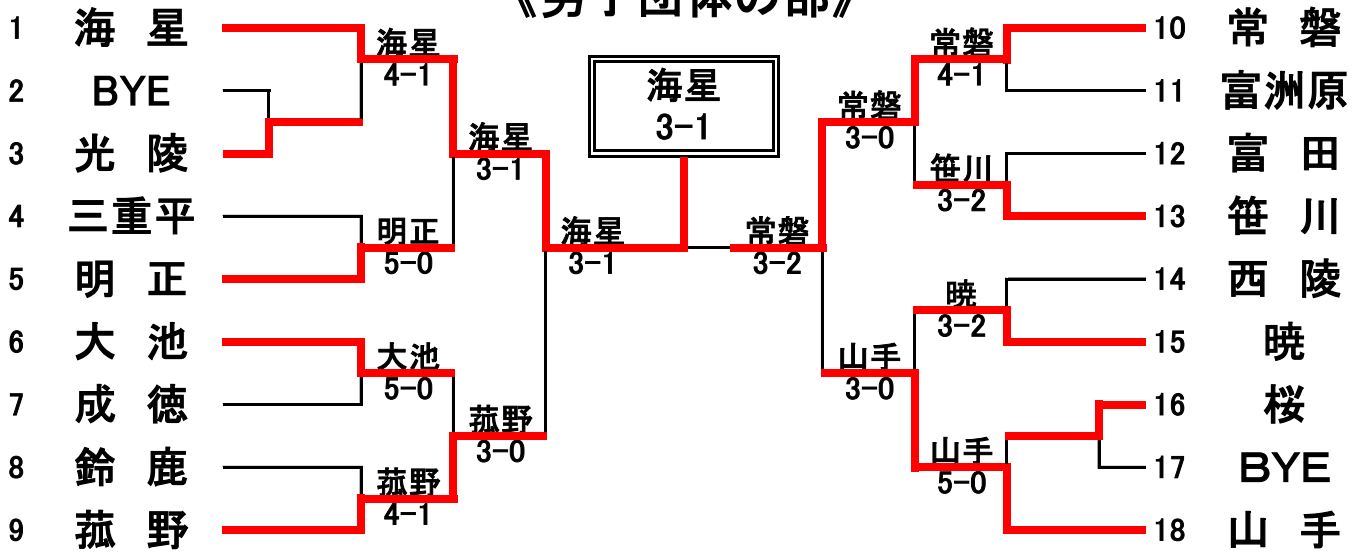 《男子団体の部》
1 海 星
2 BYE
3 光 陵
4 三重平
5 明 正
6 大 池
7 成 徳
8 鈴 鹿
9 菰 野
海星
4-1
明正
5-0
大池
5-0
菰野
4-1
海星
3-1
菰野
3-0
海星
3-1
海星
3-1
常磐
3-2
常磐
3-0
山手
3-0
常磐
4-1
笹川
3-2
暁
3-2
山手
5-0
10 常 磐
11 富洲原
12 富 田
13 笹 川
14 西 陵
15 暁
16 桜
17 BYE
18 山 手